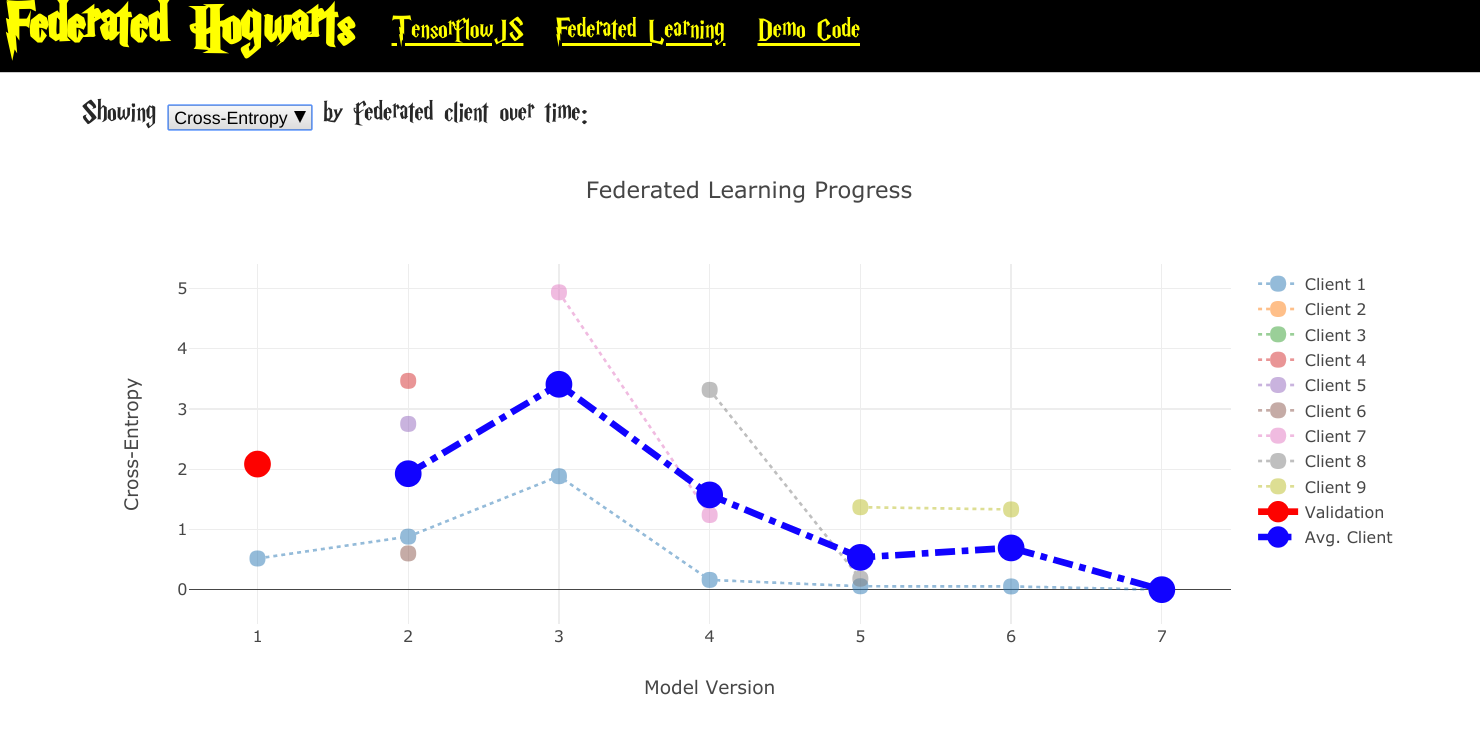 Federated Hogwarts TensorflowJS Federated Learning Demo Code
Showing Cross-Entropy ▼ by federated client over time:
Federated Learning Progress
5
4
3
2
1
0
Cross-Entropy
1 2 3 4 5 6 7
Model Version
Client 1
Client 2
Client 3
Client 4
Client 5
Client 6
Client 7
Client 8
Client 9
Validation
Avg. Client